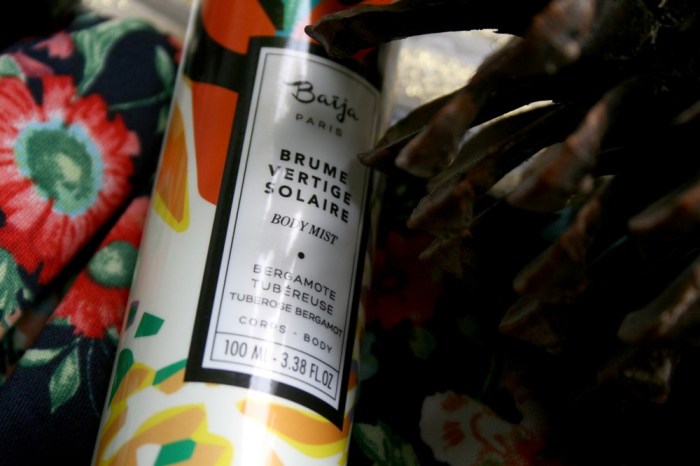 Baïja
PARIS
BRUME
VERTIGE
SOLAIRE
BODY MIST
BERGAMOTE
TUBÉREUSE
TUBEROSE BERGAMOT
CORPS - BODY
100 ML - 3.38 FL OZ